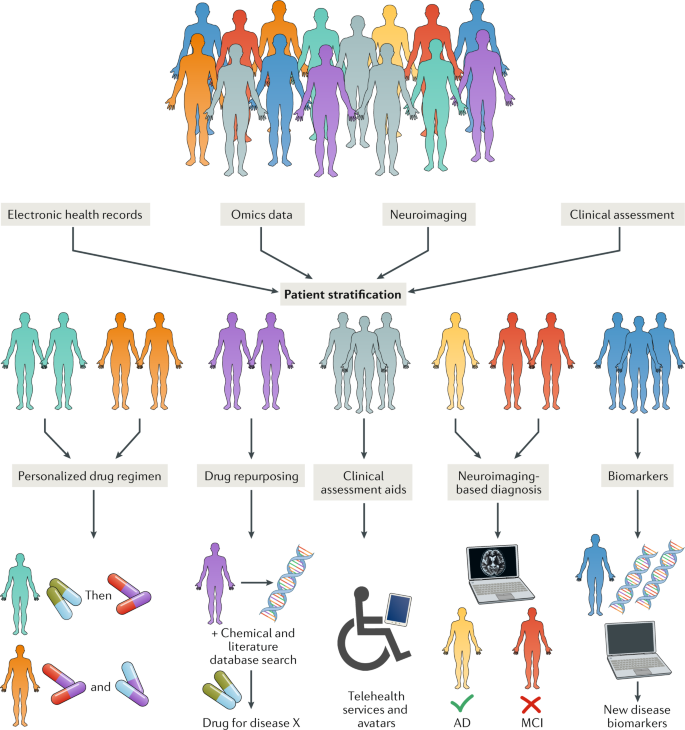 Electronic health records
Omics data
Neuroimaging
Clinical assessment
Patient stratification
Personalized drug regimen
Drug repurposing
Clinical
assessment aids
Neuroimaging-
based diagnosis
Biomarkers
Then
and
+ Chemical and
literature
database search
Drug for disease X
Telehealth
services and
avatars
AD
MCI
New disease
biomarkers